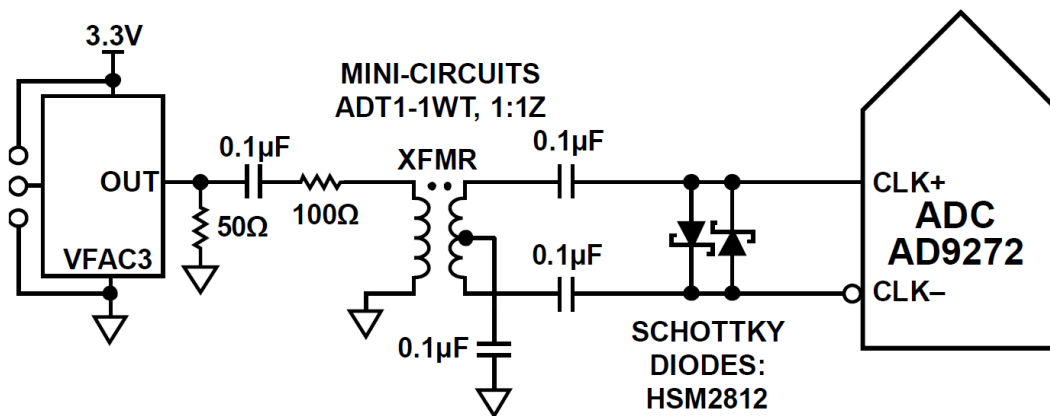 3.3V
MINI-CIRCUITS
ADT1-1WT, 1:1Z
0.1µF
XFMR
0.1µF
OUT
CLK+
100Ω
50Ω
ADC
AD9272
VFAC3
0.1µF
CLK–
0.1µF
SCHOTTKY
DIODES:
HSM2812